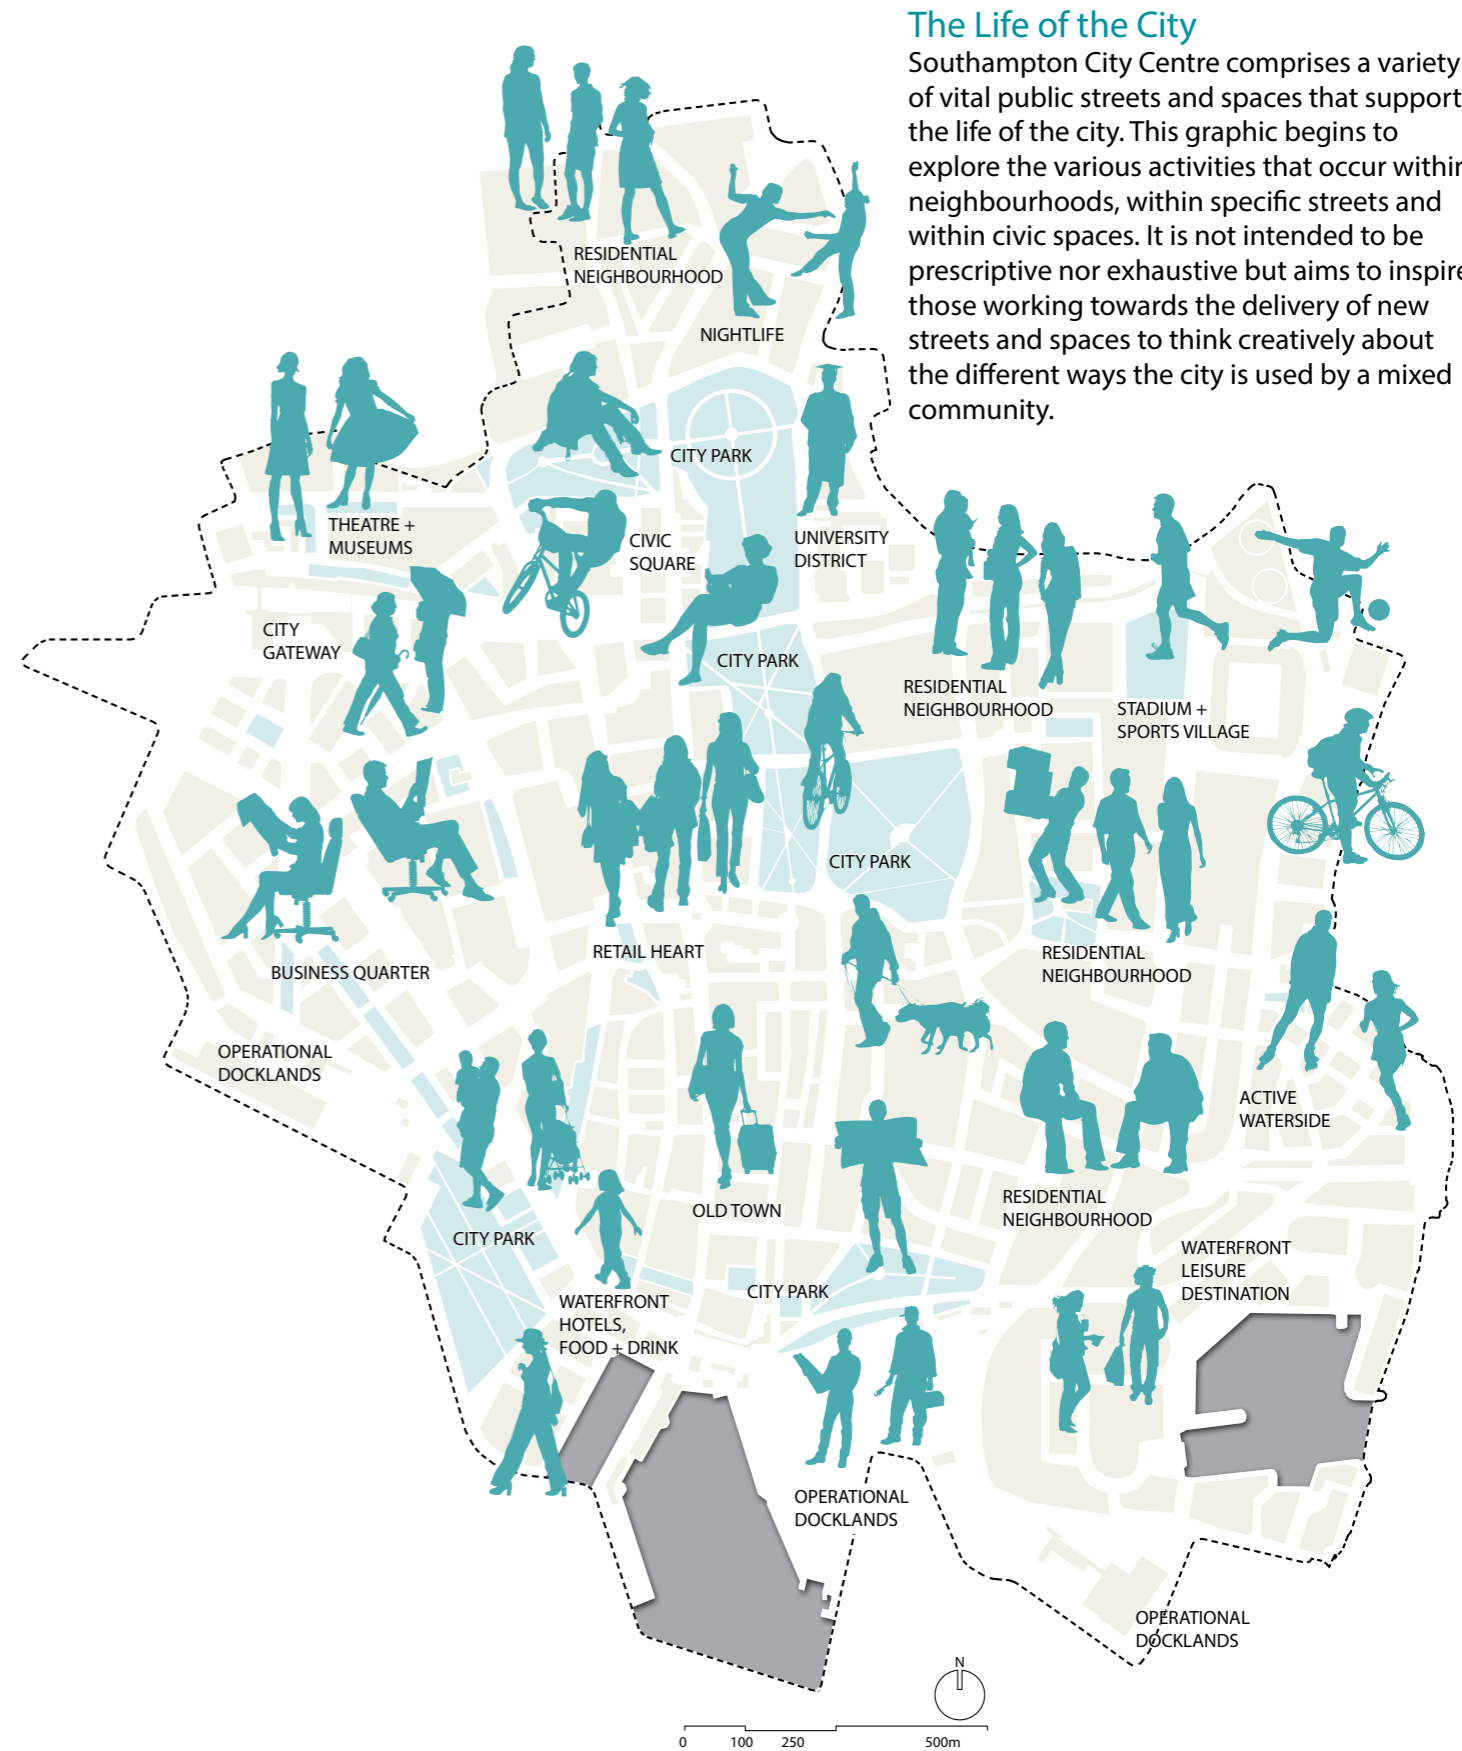 The Life of the City
Southampton City Centre comprises a variety
of vital public streets and spaces that support
the life of the city. This graphic begins to
explore the various activities that occur within
neighbourhoods, within specific streets and
within civic spaces. It is not intended to be
prescriptive nor exhaustive but aims to inspire
those working towards the delivery of new
streets and spaces to think creatively about
the different ways the city is used by a mixed
community.
RESIDENTIAL
NEIGHBOURHOOD
NIGHTLIFE
CITY PARK
THEATRE +
MUSEUMS
CIVIC
SQUARE
UNIVERSITY
DISTRICT
CITY
GATEWAY
CITY PARK
RESIDENTIAL
NEIGHBOURHOOD
STADIUM +
SPORTS VILLAGE
CITY PARK
RETAIL HEART
RESIDENTIAL
NEIGHBOURHOOD
BUSINESS QUARTER
OPERATIONAL
DOCKLANDS
ACTIVE
WATERSIDE
OLD TOWN
RESIDENTIAL
NEIGHBOURHOOD
CITY PARK
WATERFRONT
LEISURE
DESTINATION
CITY PARK
WATERFRONT
HOTELS,
FOOD + DRINK
OPERATIONAL
DOCKLANDS
OPERATIONAL
DOCKLANDS
N
0 100 250 500m